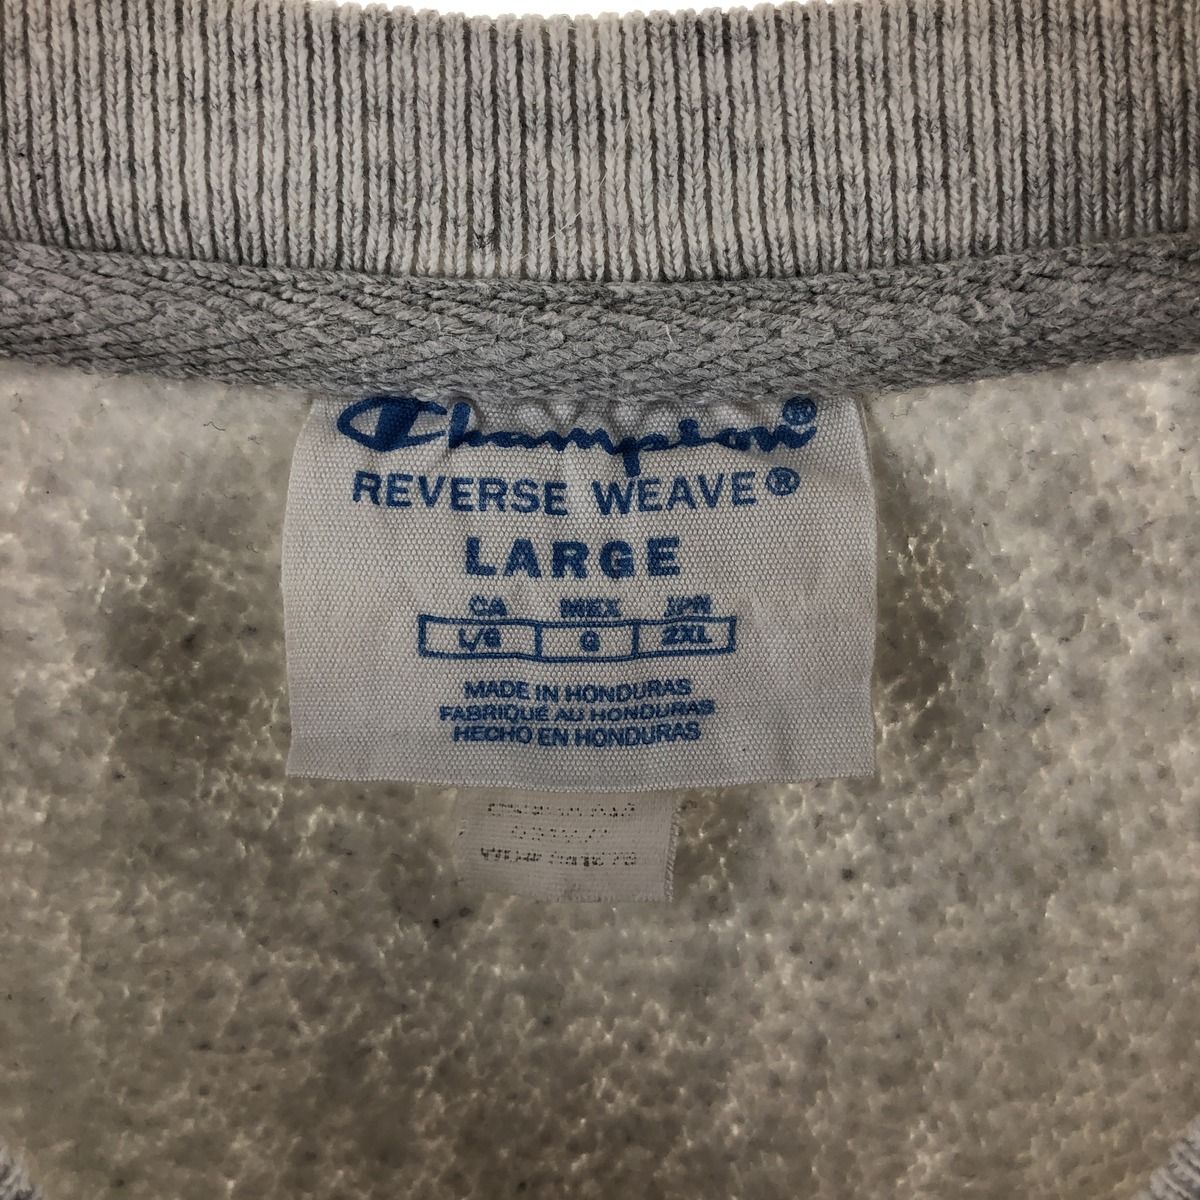 Champion®
REVERSE WEAVE®
LARGE
CA MEX JPN
L/G G 2XL
MADE IN HONDURAS
FABRIQUÉ AU HONDURAS
HECHO EN HONDURAS